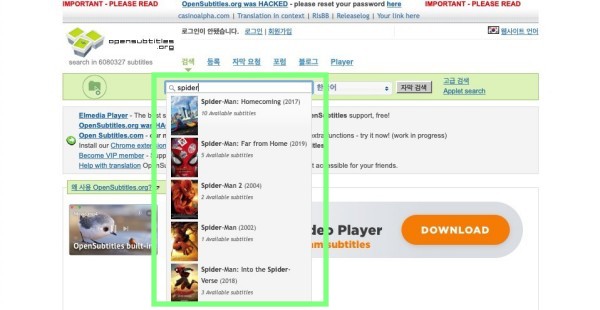 IMPORTANT - PLEASE READ OpenSubtitles.org was HACKED - please reset your password here IMPORTANT - PLEASE READ
casinoalpha.com | Translation in context | RisBB | Releaselog | Your link here
opensubtitles.org
로그인이 안됐습니다. 로그인 | 회원가입
웹사이트 언어
search in 6080327 subtitles
검색 등록 자막 요청 포럼 블로그 Player
spider
한국어
자막 검색
고급 검색
Applet search
Elmedia Player - The best
Subtitles support, free!
OpenSubtitles.org was HA
Open Subtitles.com
extra functions - try it now! (work in progress)
Install our Chrome extens
Become VIP member - Suppo
Help with translation OpenSubtitles
accessible for your friends.
Spider-Man: Homecoming (2017)
10 Available subtitles
Spider-Man: Far from Home (2019)
5 Available subtitles
Spider-Man 2 (2004)
2 Available subtitles
Spider-Man (2002)
1 Available subtitles
Spider-Man: Into the Spider-
Verse (2018)
3 Available subtitles
왜 사용 OpenSubtitles.org?
OpenSubtitles built-in
deo Player
am subtitles
DOWNLOAD